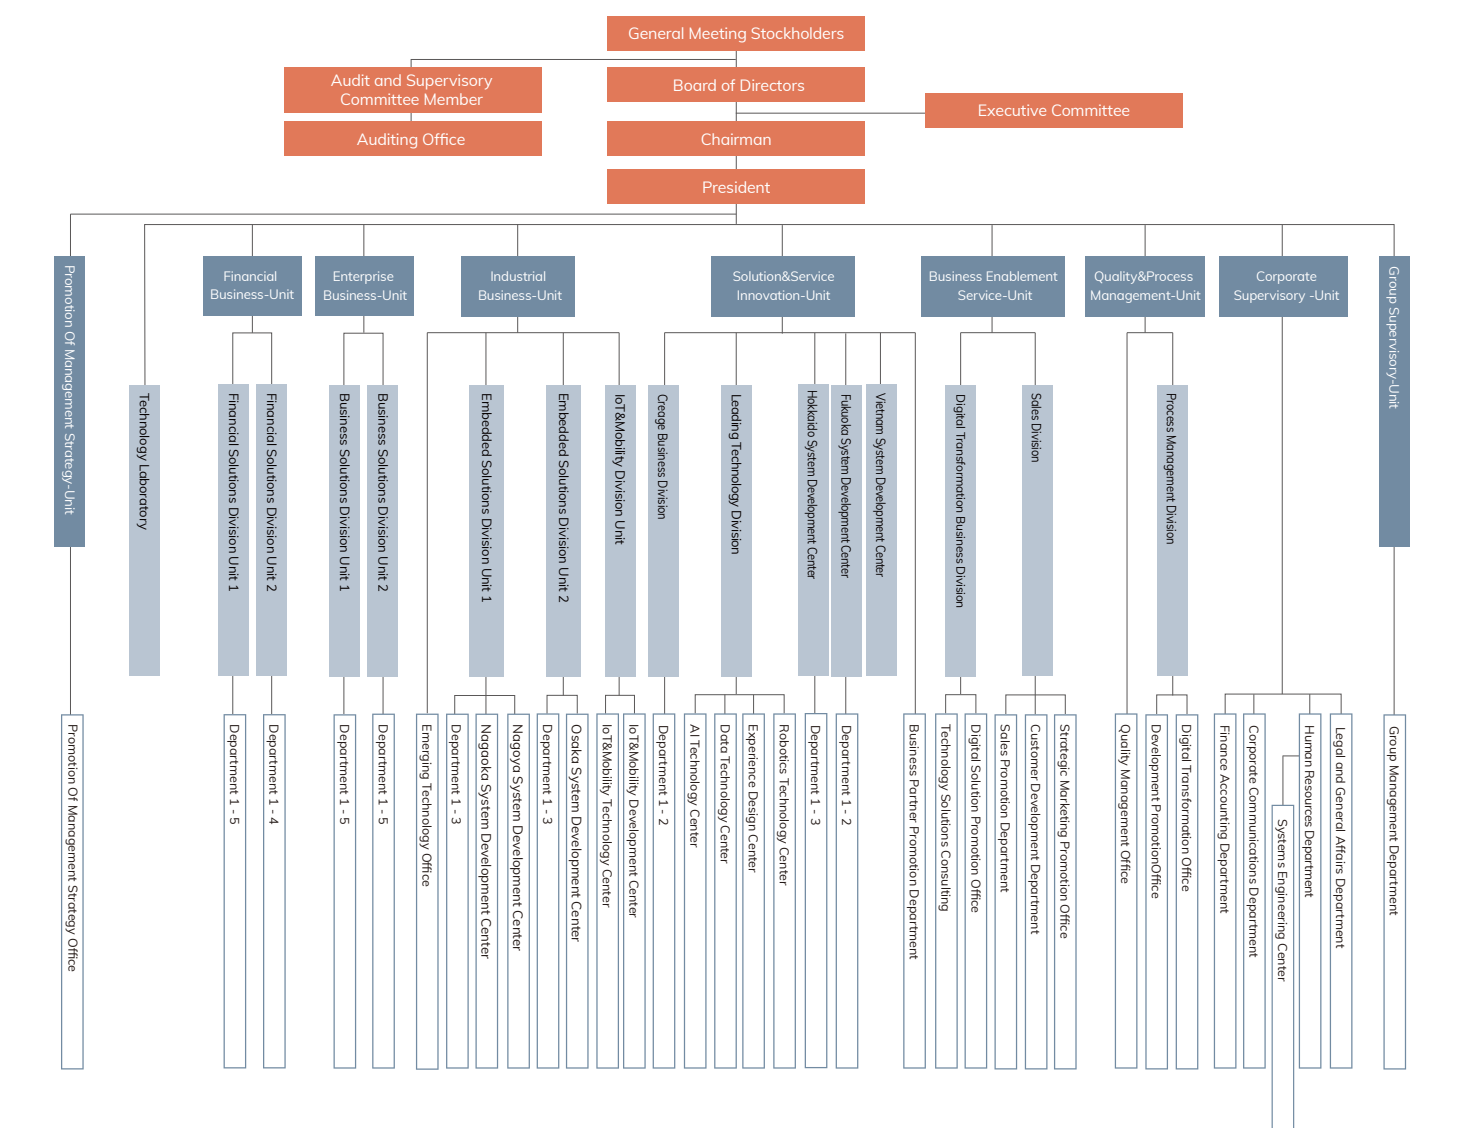 General Meeting Stockholders
Audit and Supervisory
Committee Member
Board of Directors
Executive Committee
Auditing Office
Chairman
President
Promotion Of Management Strategy-Unit
Financial
Business-Unit
Enterprise
Business-Unit
Industrial
Business-Unit
Solution&Service
Innovation-Unit
Business Enablement
Service-Unit
Quality&Process
Management-Unit
Corporate
Supervisory -Unit
Group Supervisory-Unit
Technology Laboratory
Financial Solutions Division Unit 1
Financial Solutions Division Unit 2
Business Solutions Division Unit 1
Business Solutions Division Unit 2
Embedded Solutions Division Unit 1
Embedded Solutions Division Unit 2
IoT&Mobility Division Unit
Creage Business Division
Leading Technology Division
Hokkaido System Development Center
Fukuoka System Development Center
Vietnam System Development Center
Digital Transformation Business Division
Sales Division
Process Management Division
Promotion Of Management Strategy Office
Department 1 - 5
Department 1 - 4
Department 1 - 5
Department 1 - 5
Emerging Technology Office
Department 1 - 3
Nagaoka System Development Center
Nagoya System Development Center
Department 1 - 3
Osaka System Development Center
IoT&Mobility Technology Center
IoT&Mobility Development Center
Department 1 - 2
AI Technology Center
Data Technology Center
Experience Design Center
Robotics Technology Center
Department 1 - 3
Department 1 - 2
Business Partner Promotion Department
Technology Solutions Consulting
Digital Solution Promotion Office
Sales Promotion Department
Customer Development Department
Strategic Marketing Promotion Office
Quality Management Office
Development PromotionOffice
Digital Transformation Office
Finance Accounting Department
Corporate Communications Department
Systems Engineering Center
Human Resources Department
Legal and General Affairs Department
Group Management Department